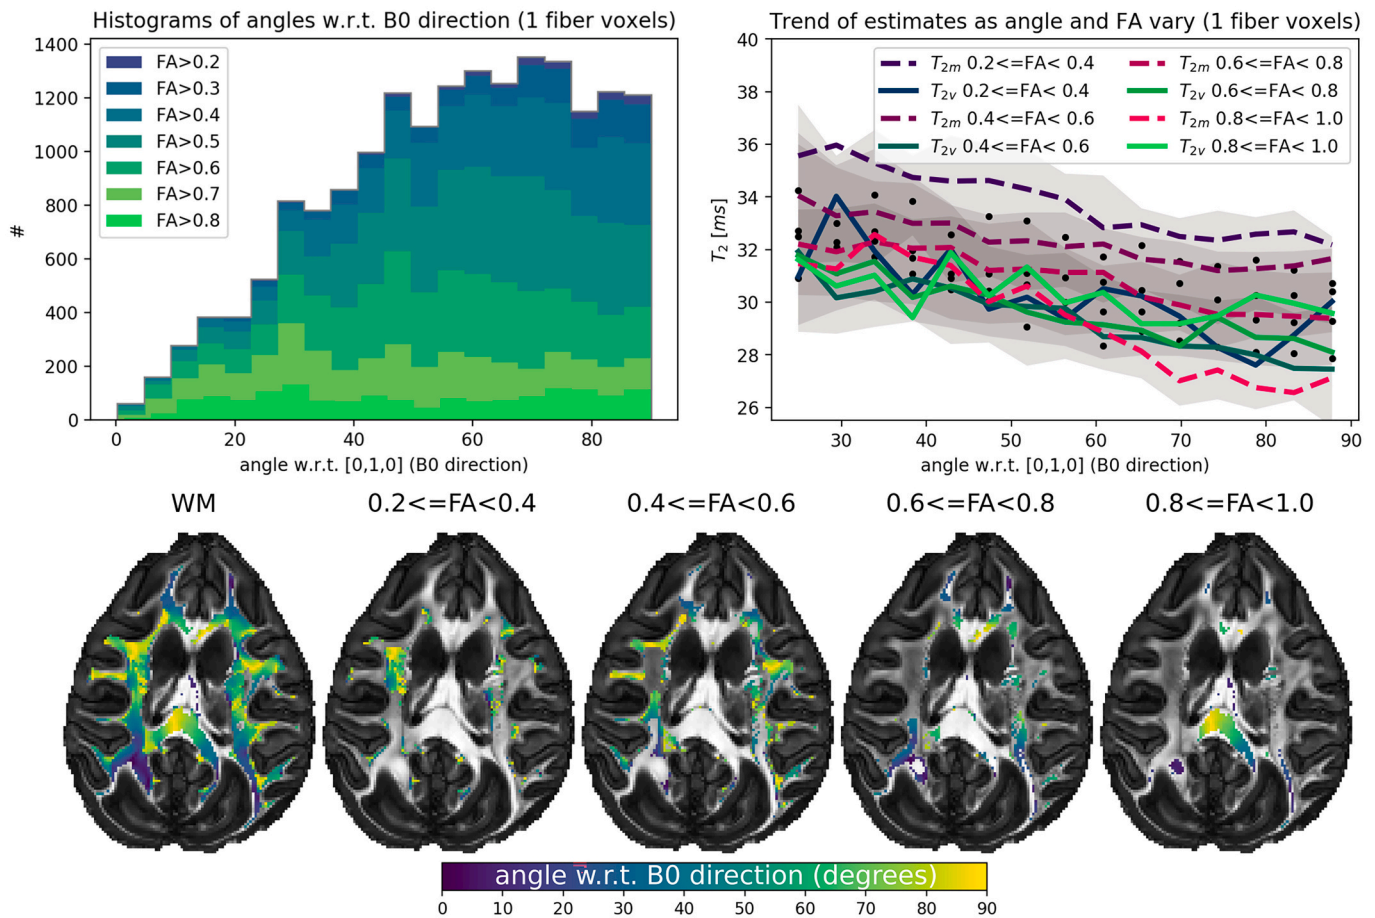 Histograms of angles w.r.t. B0 direction (1 fiber voxels)
1400
1200
1000
800
600
400
200
0
#
FA>0.2
FA>0.3
FA>0.4
FA>0.5
FA>0.6
FA>0.7
FA>0.8
0 20 40 60 80
angle w.r.t. [0,1,0] (B0 direction)
Trend of estimates as angle and FA vary (1 fiber voxels)
40
38
36
34
32
30
28
26
T2 [ms]
T2m 0.2<=FA< 0.4
T2v 0.2<=FA< 0.4
T2m 0.4<=FA< 0.6
T2v 0.4<=FA< 0.6
T2m 0.6<=FA< 0.8
T2v 0.6<=FA< 0.8
T2m 0.8<=FA< 1.0
T2v 0.8<=FA< 1.0
30 40 50 60 70 80 90
angle w.r.t. [0,1,0] (B0 direction)
WM 0.2<=FA<0.4 0.4<=FA<0.6 0.6<=FA<0.8 0.8<=FA<1.0
angle w.r.t. B0 direction (degrees)
0 10 20 30 40 50 60 70 80 90